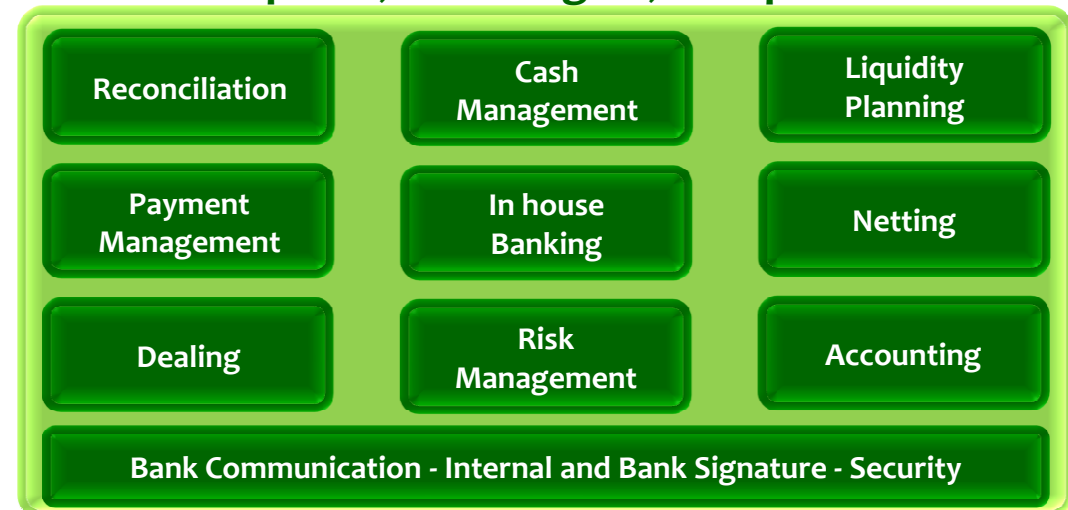 Reconciliation
Cash
Management
Liquidity
Planning
Payment
Management
In house
Banking
Netting
Dealing
Risk
Management
Accounting
Bank Communication - Internal and Bank Signature - Security